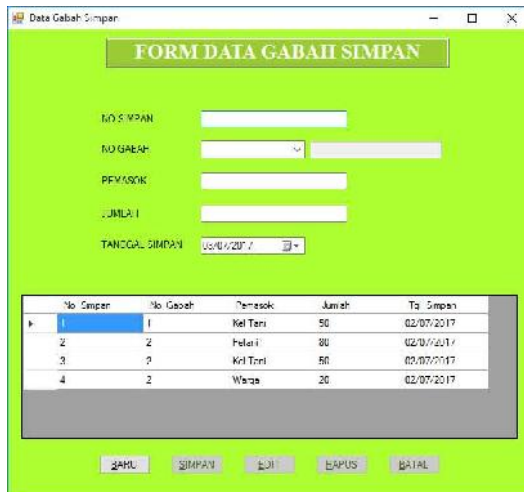 Data Gabah Simpan
FORM DATA GABAH SIMPAN
NO SIMPAN
NO GABAH
PEMASOK
JUMLAH
TANGGAL SIMPAN 03/07/2017
No Simpan No Gabah Pemasok Jumlah Tgl Simpan
1 1 Kel Tani 50 02/07/2017
2 2 Petani 80 02/07/2017
3 2 Kel Tani 50 02/07/2017
4 2 Warga 20 02/07/2017
BARU SIMPAN EDIT HAPUS BATAL